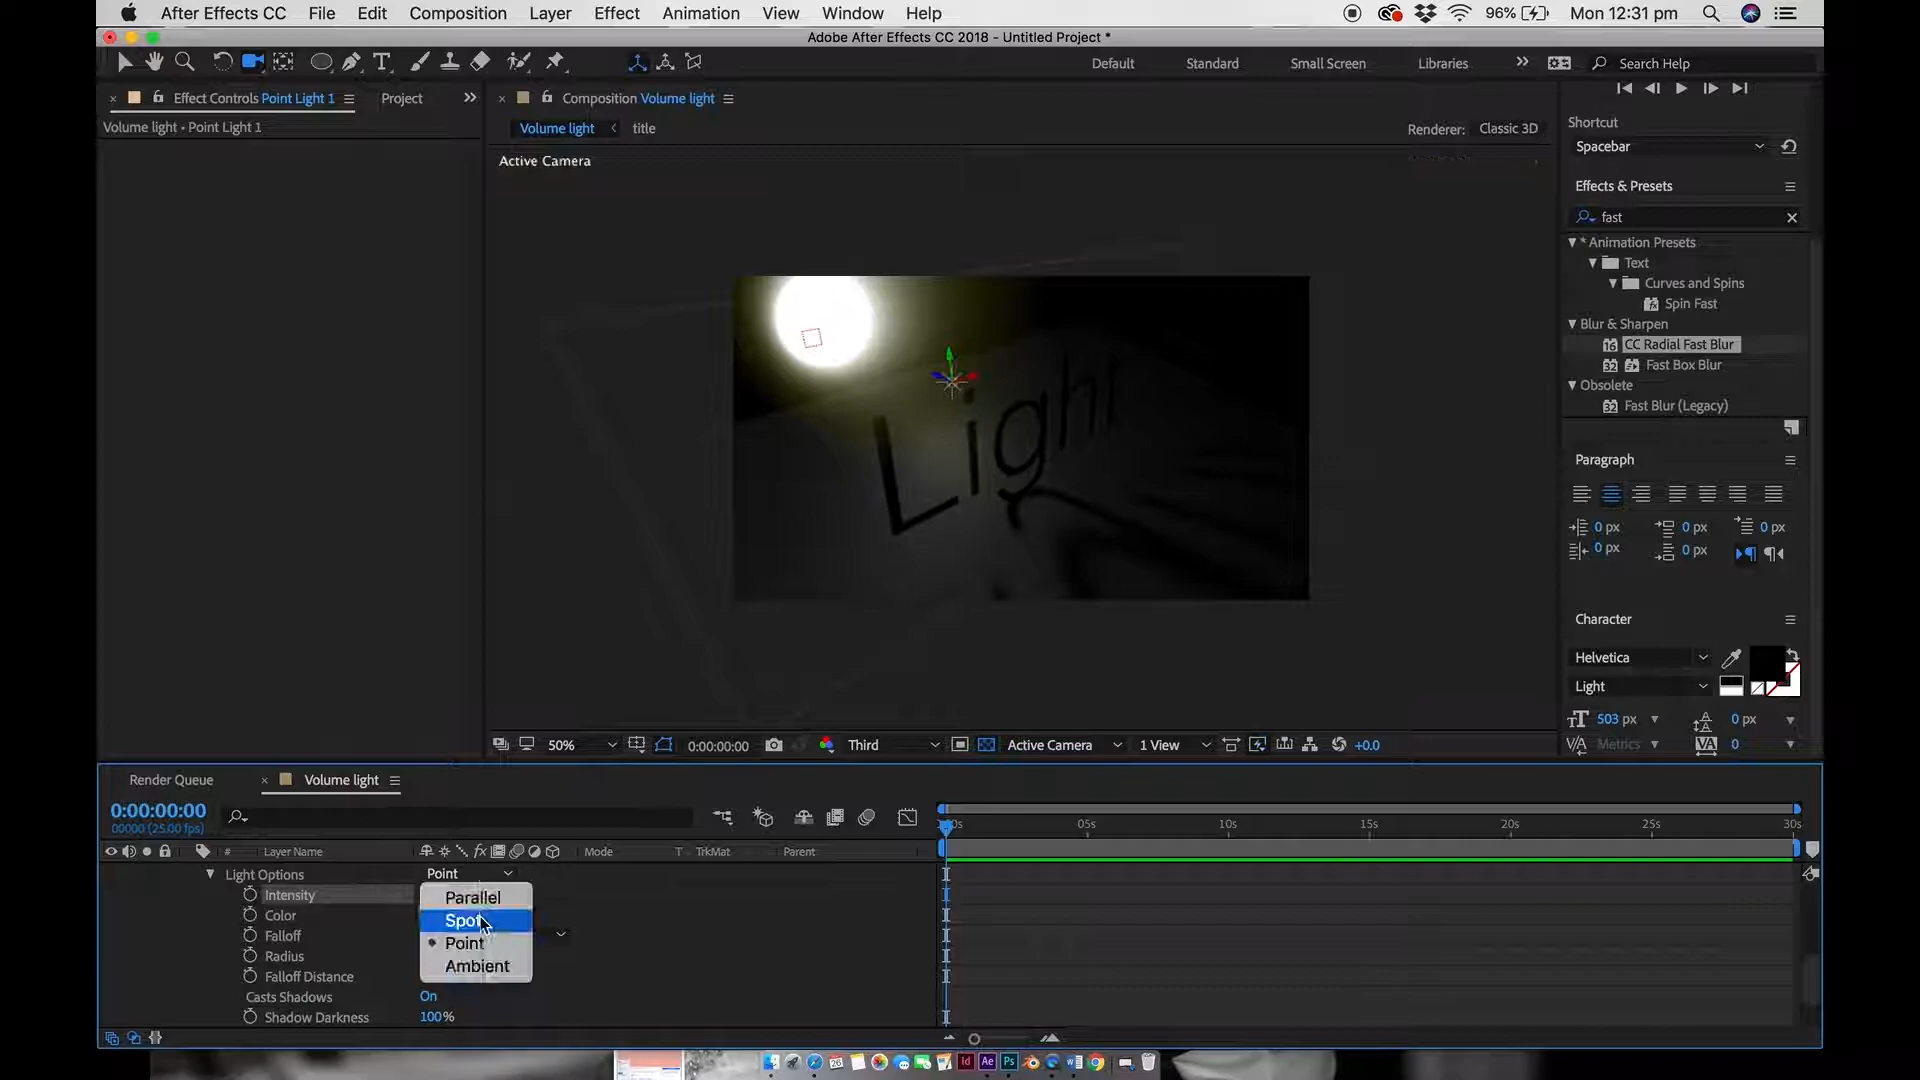 After Effects CC File Edit Composition Layer Effect Animation View Window Help 96% Mon 12:31 pm
Adobe After Effects CC 2018 - Untitled Project *
Default Standard Small Screen Libraries Search Help
Effect Controls Point Light 1 Project
Composition Volume light
Volume light • Point Light 1
Volume light title
Renderer: Classic 3D
Active Camera
Shortcut
Spacebar
Effects & Presets
fast
* Animation Presets
Text
Curves and Spins
Spin Fast
Blur & Sharpen
16 CC Radial Fast Blur
32 Fast Box Blur
Obsolete
32 Fast Blur (Legacy)
Light
Paragraph
0 px 0 px 0 px
0 px 0 px
Character
Helvetica
Light
503 px 0 px
Metrics 0
50% 0:00:00:00 Third Active Camera 1 View +0.0
Render Queue Volume light
0:00:00:00
00000 (25.00 fps)
05s 10s 15s 20s 25s 30s
# Layer Name fx Mode T TrkMat Parent
Light Options Point
Intensity
Color
Falloff
Radius
Falloff Distance
Casts Shadows On
Shadow Darkness 100%
Parallel
Spot
Point
Ambient
Id Ae Ps